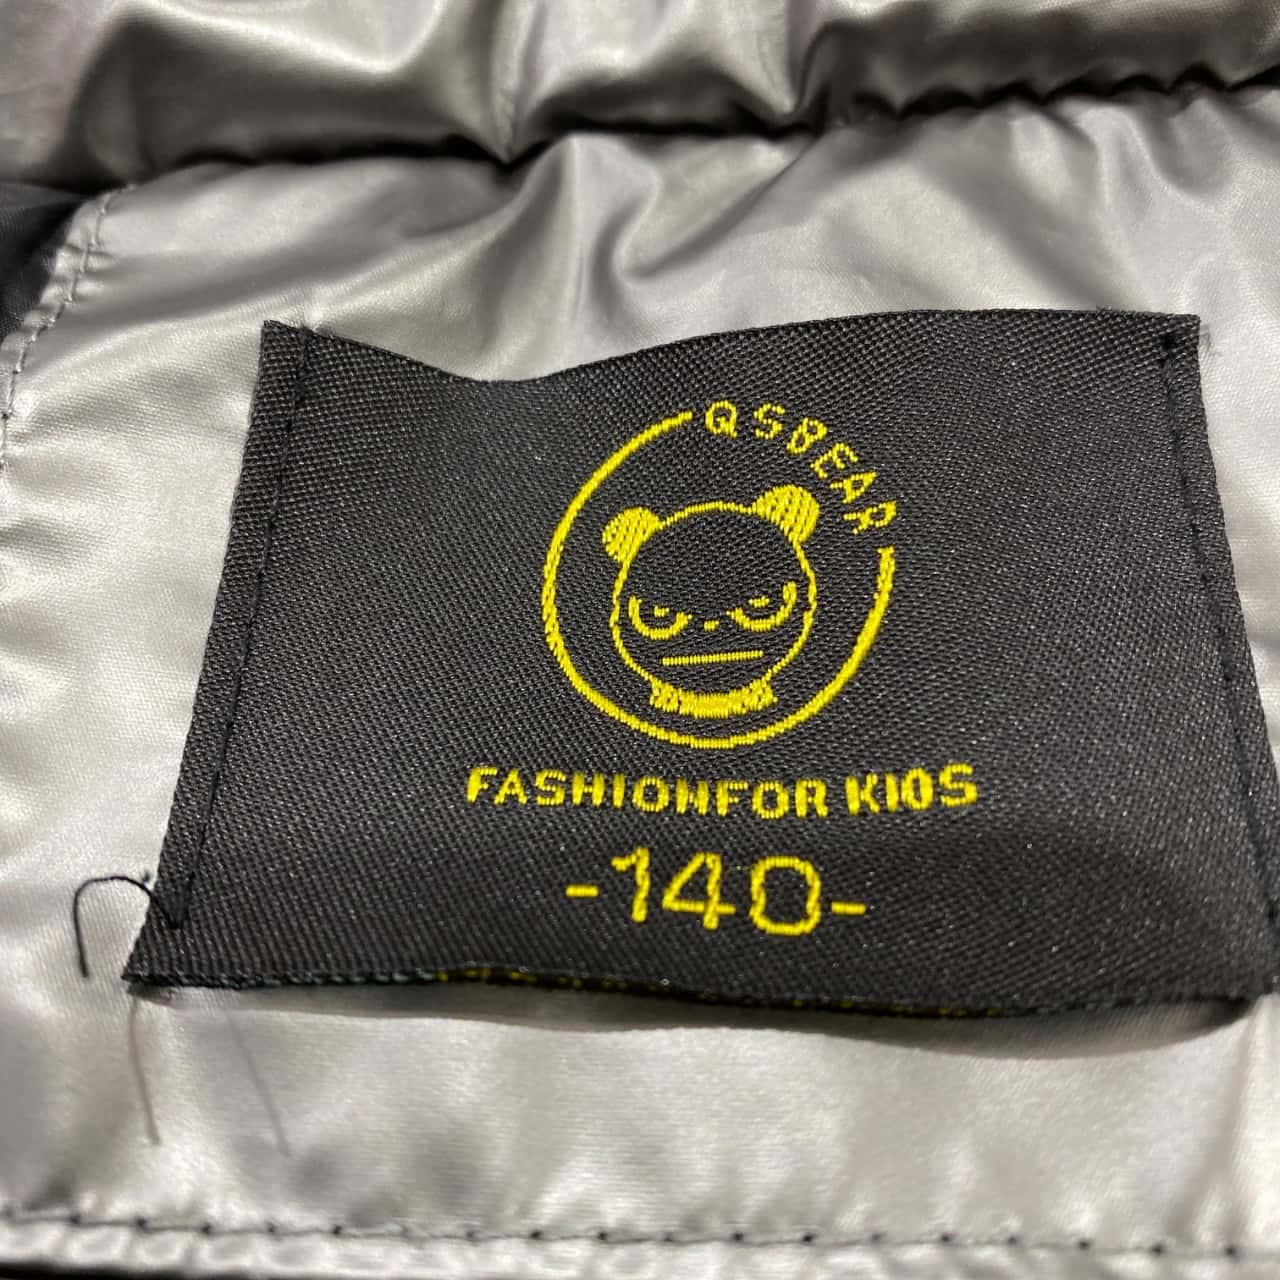 QSBEAR
FASHIONFOR KIDS
-140-